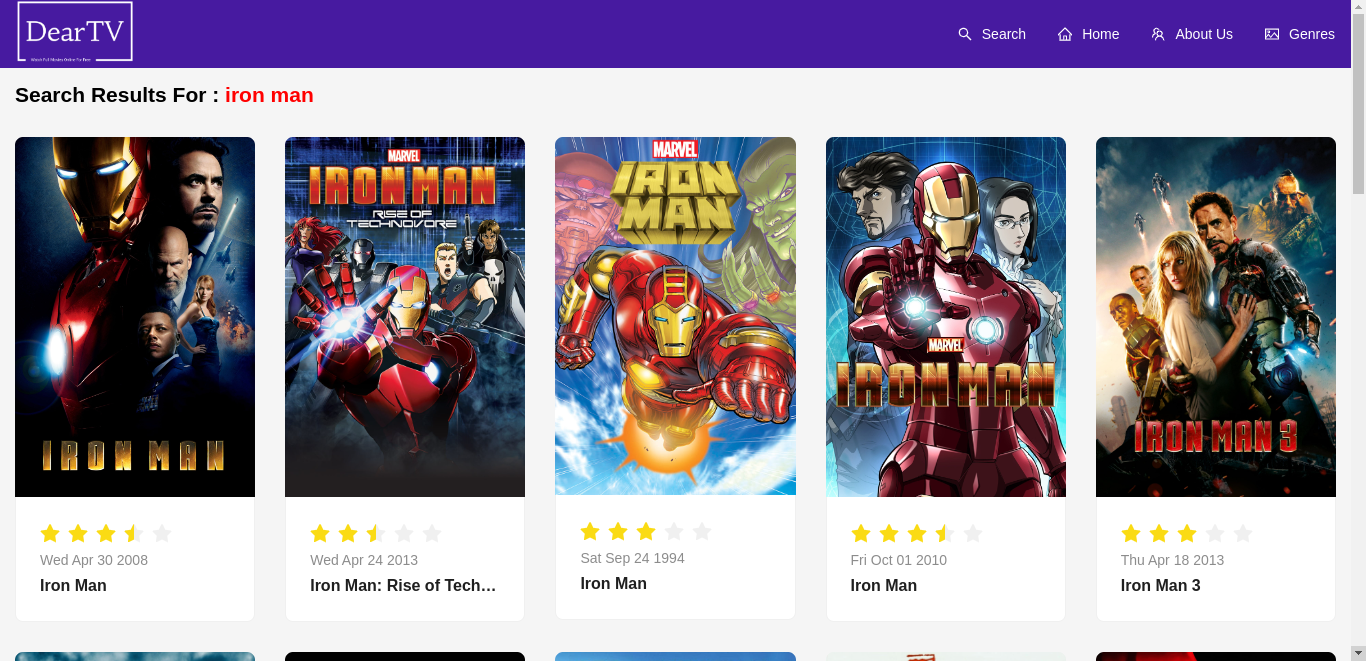 DearTV
Watch Full Movies Online For Free
Search
Home
About Us
Genres
Search Results For : iron man
IRON MAN
MARVEL
IRON MAN
RISE OF
TECHNOVORE
MARVEL
IRON
MAN
MARVEL
IRON MAN
IRON MAN 3
Wed Apr 30 2008
Iron Man
Wed Apr 24 2013
Iron Man: Rise of Tech…
Sat Sep 24 1994
Iron Man
Fri Oct 01 2010
Iron Man
Thu Apr 18 2013
Iron Man 3